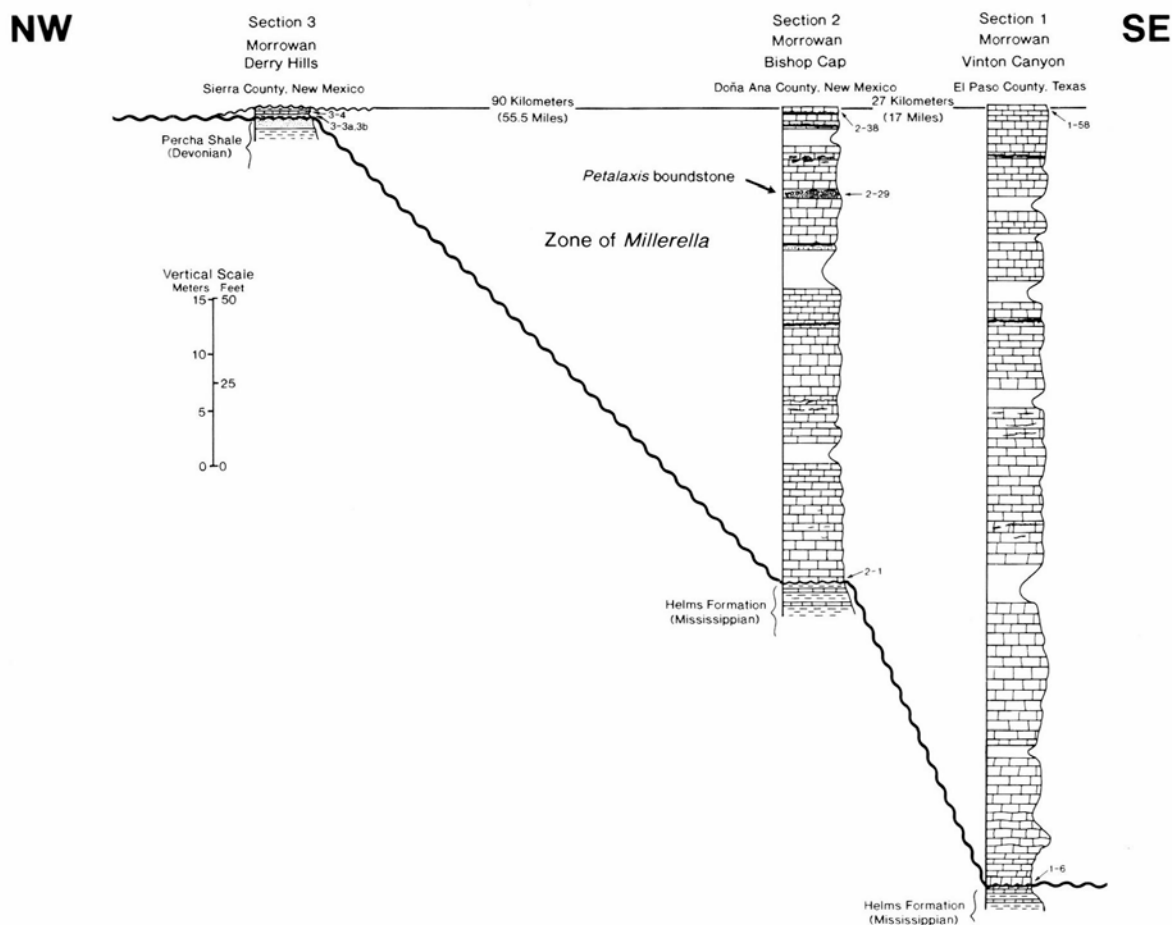 NW
Section 3
Morrowan
Derry Hills
Sierra County, New Mexico
Section 2
Morrowan
Bishop Cap
Doña Ana County, New Mexico
Section 1
Morrowan
Vinton Canyon
El Paso County, Texas
SE
90 Kilometers
(55.5 Miles)
27 Kilometers
(17 Miles)
3-4
3-3a,3b
Percha Shale
(Devonian)
2-38
1-58
Petalaxis boundstone
2-29
Zone of Millerella
Vertical Scale
Meters Feet
15 50
10
25
5
0 0
2-1
Helms Formation
(Mississippian)
1-6
Helms Formation
(Mississippian)